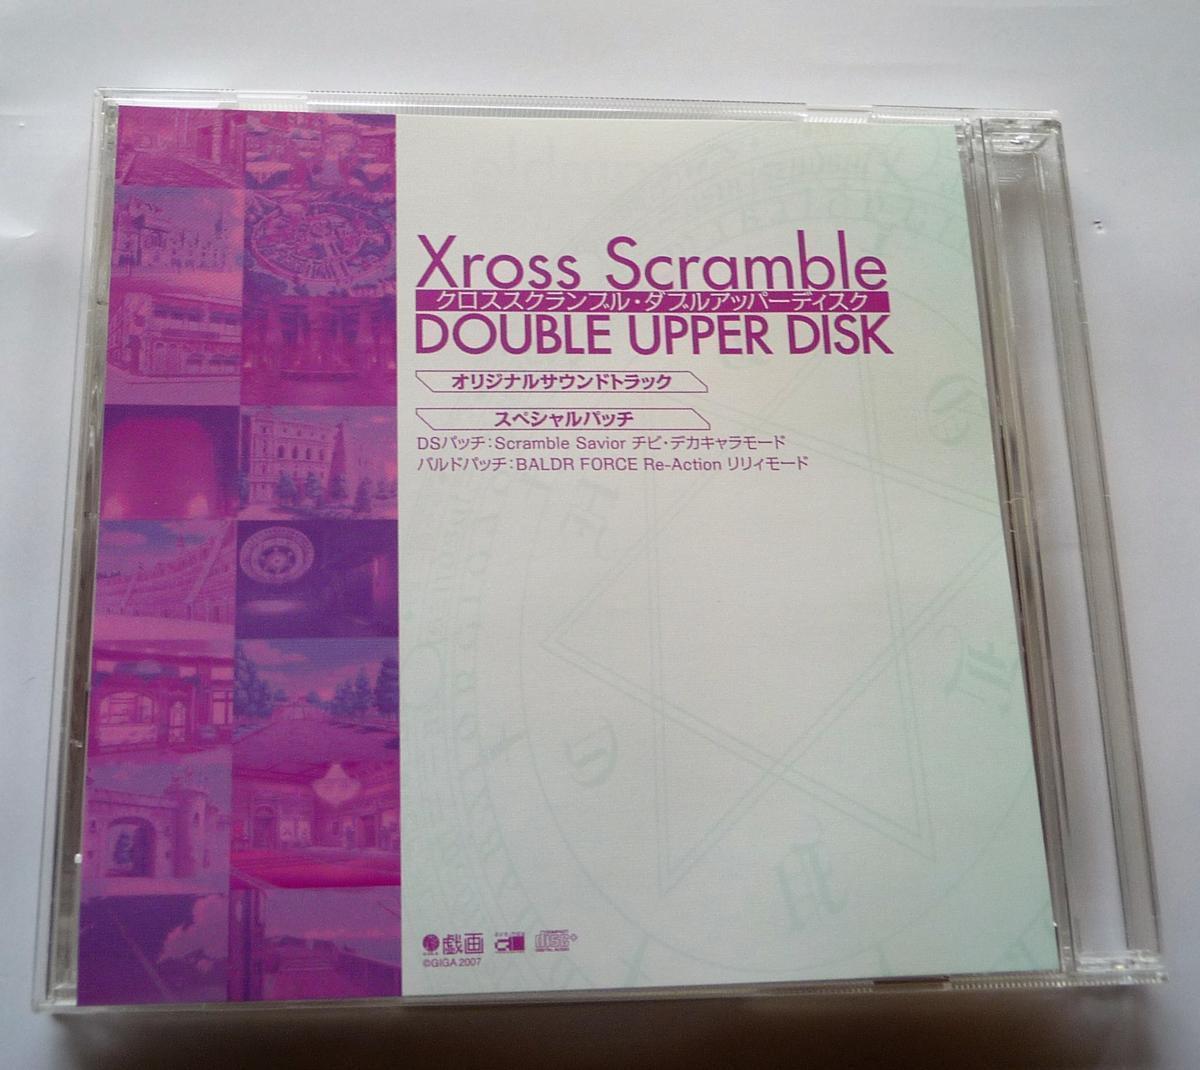 Xross Scramble
クロススクランブル・ダブルアッパーディスク
DOUBLE UPPER DISK
オリジナルサウンドトラック
スペシャルパッチ
DSパッチ：Scramble Savior チビ・デカキャラモード
バルドパッチ：BALDR FORCE Re-Action リリィモード
戯画
©GIGA 2007
COMPACT
disc+
DIGITAL AUDIO